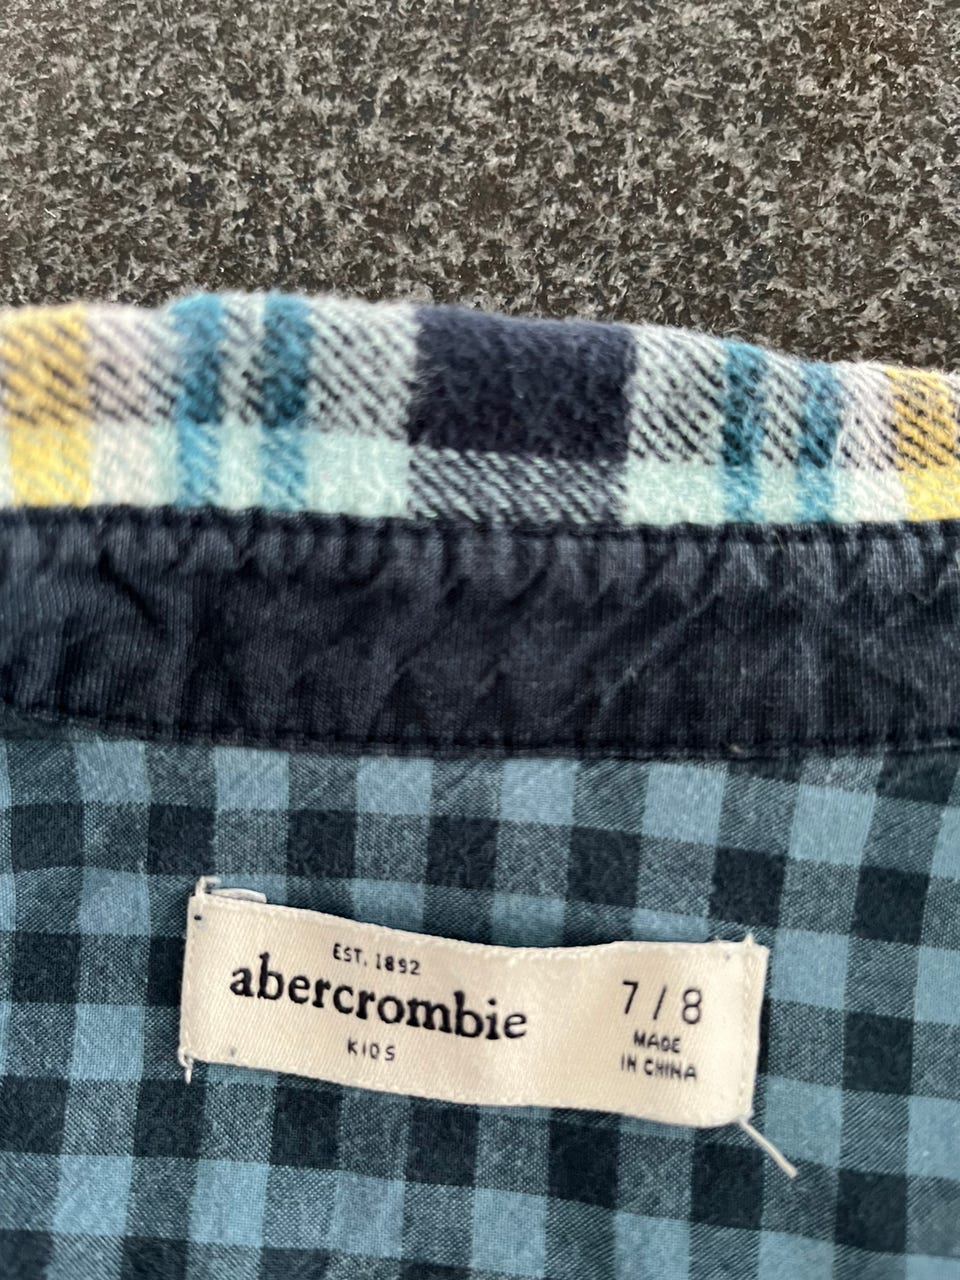 EST. 1892
abercrombie
KIDS
7/8
MADE
IN CHINA